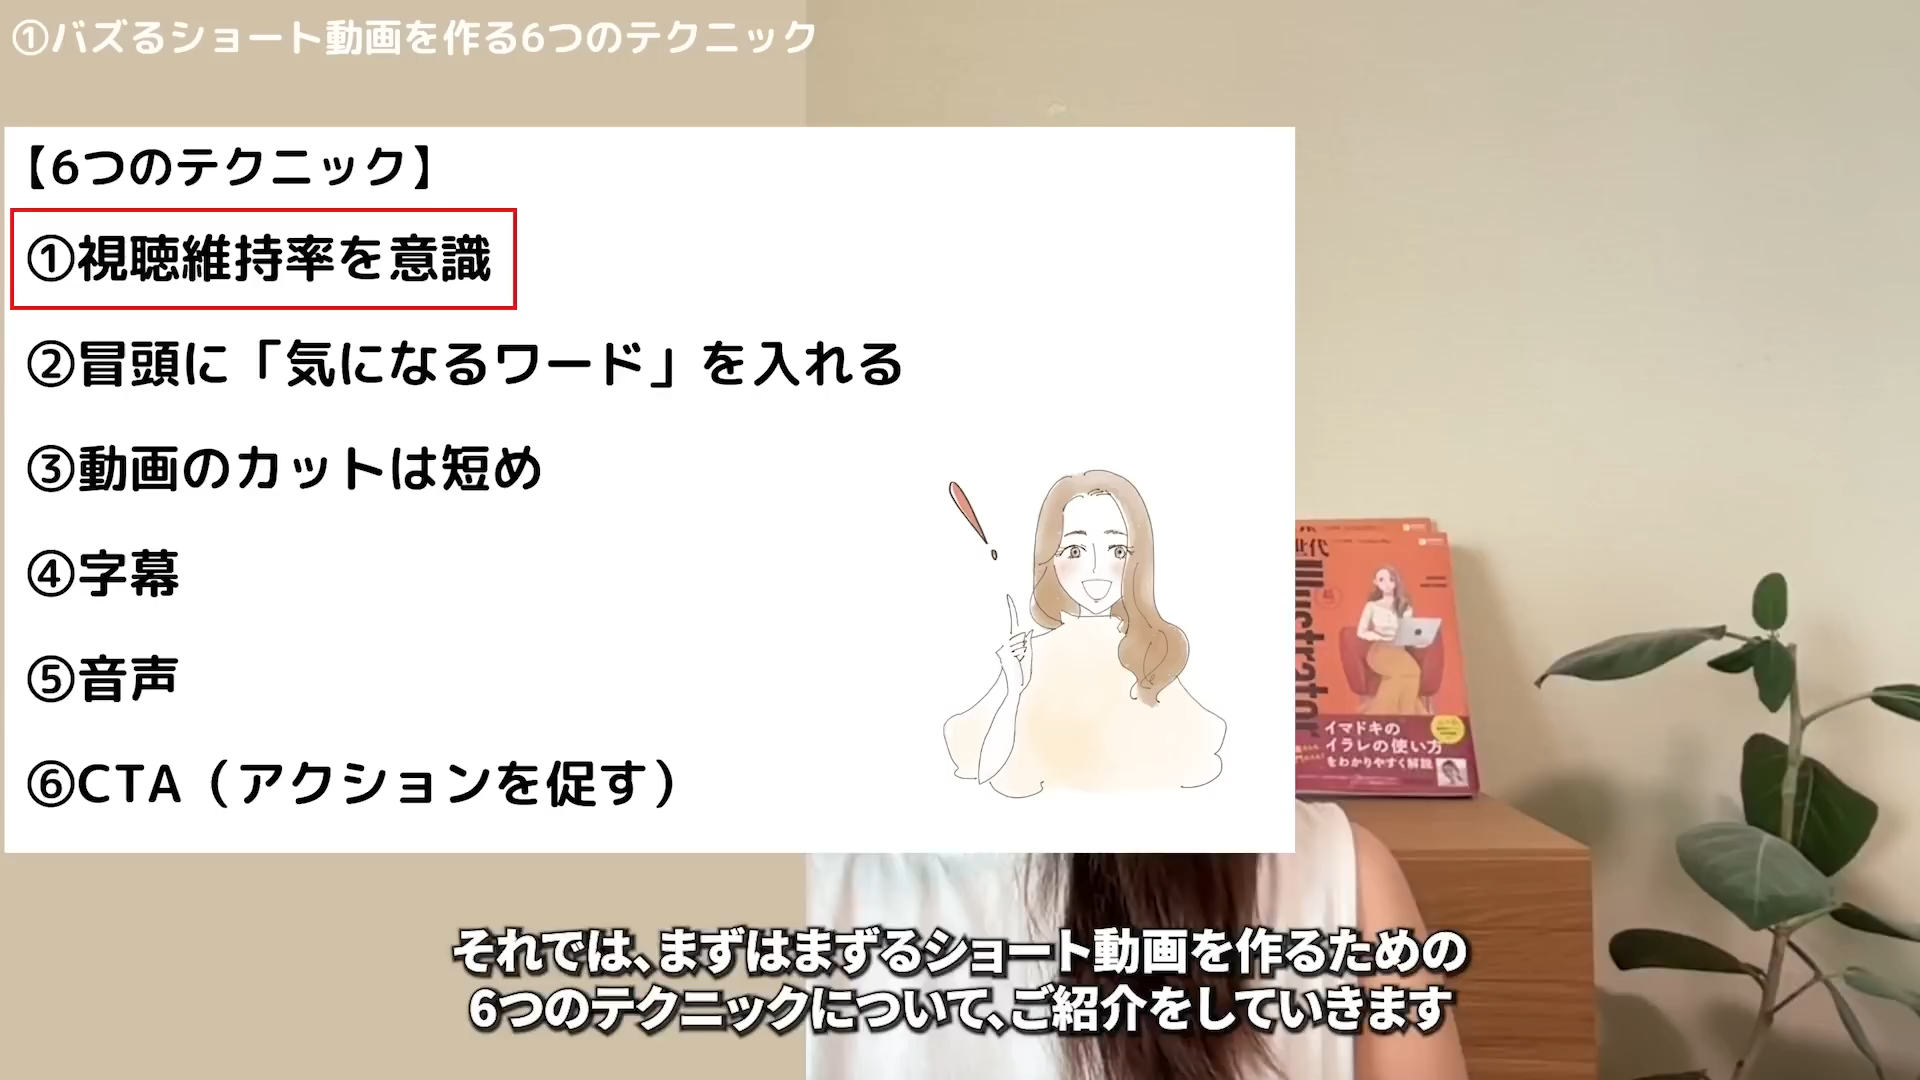 ①バズるショート動画を作る6つのテクニック
【6つのテクニック】
①視聴維持率を意識
②冒頭に「気になるワード」を入れる
③動画のカットは短め
④字幕
⑤音声
⑥CTA（アクションを促す）
世代
Illustrator
イマドキの
イラレの使い方
をわかりやすく解説
それでは、まずはまずるショート動画を作るための
6つのテクニックについて、ご紹介をしていきます